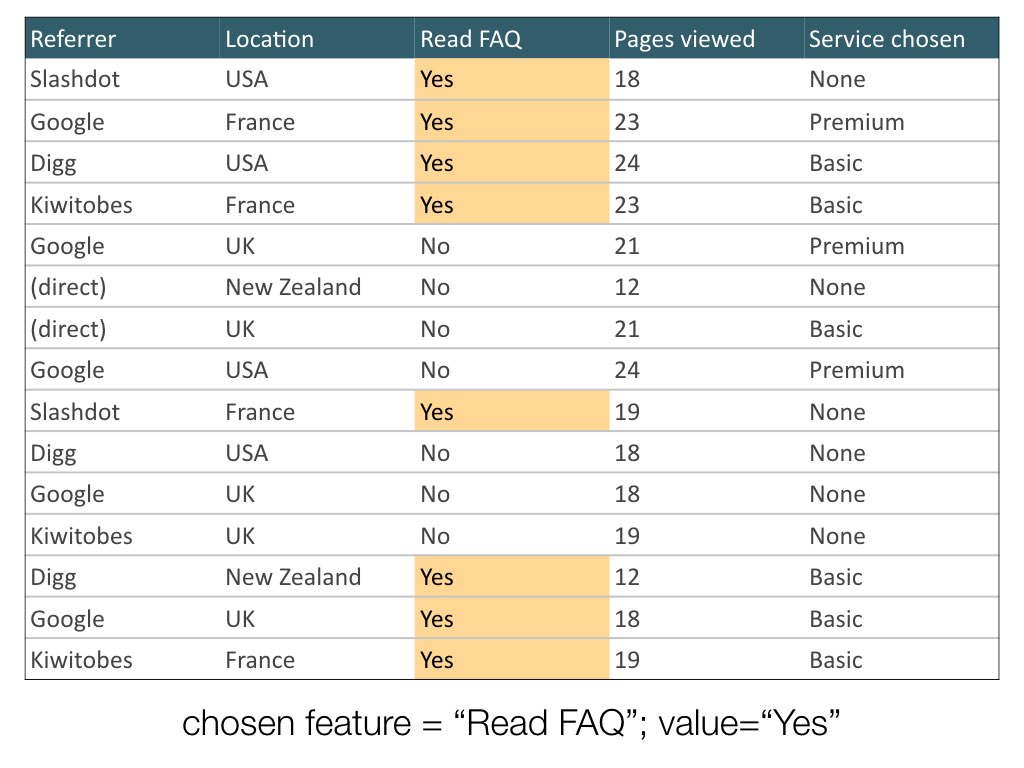 Referrer Location Read FAQ Pages viewed Service chosen
Slashdot USA Yes 18 None
Google France Yes 23 Premium
Digg USA Yes 24 Basic
Kiwitobes France Yes 23 Basic
Google UK No 21 Premium
(direct) New Zealand No 12 None
(direct) UK No 21 Basic
Google USA No 24 Premium
Slashdot France Yes 19 None
Digg USA No 18 None
Google UK No 18 None
Kiwitobes UK No 19 None
Digg New Zealand Yes 12 Basic
Google UK Yes 18 Basic
Kiwitobes France Yes 19 Basic
chosen feature = “Read FAQ”; value=“Yes”